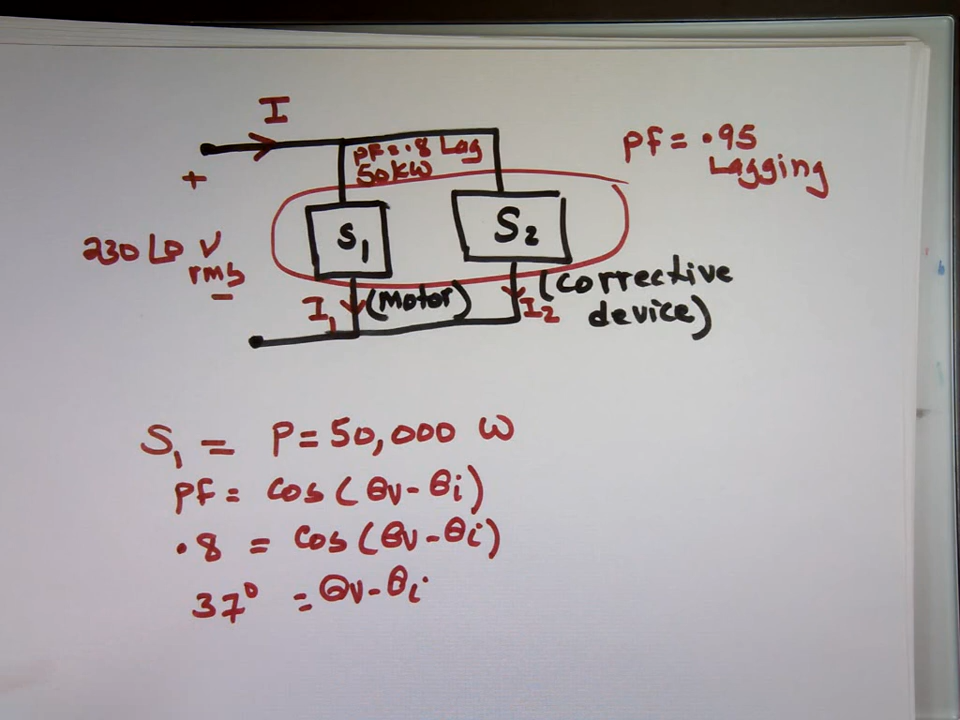 I
pf = .8 Lag
50kW
pf = .95
Lagging
+
230 ∠0 V
rms
S1
S2
I1
(Motor)
I2
(Corrective
device)
S1 = P = 50,000 W
pf = cos(θv - θi)
.8 = cos(θv - θi)
37° = θv - θi